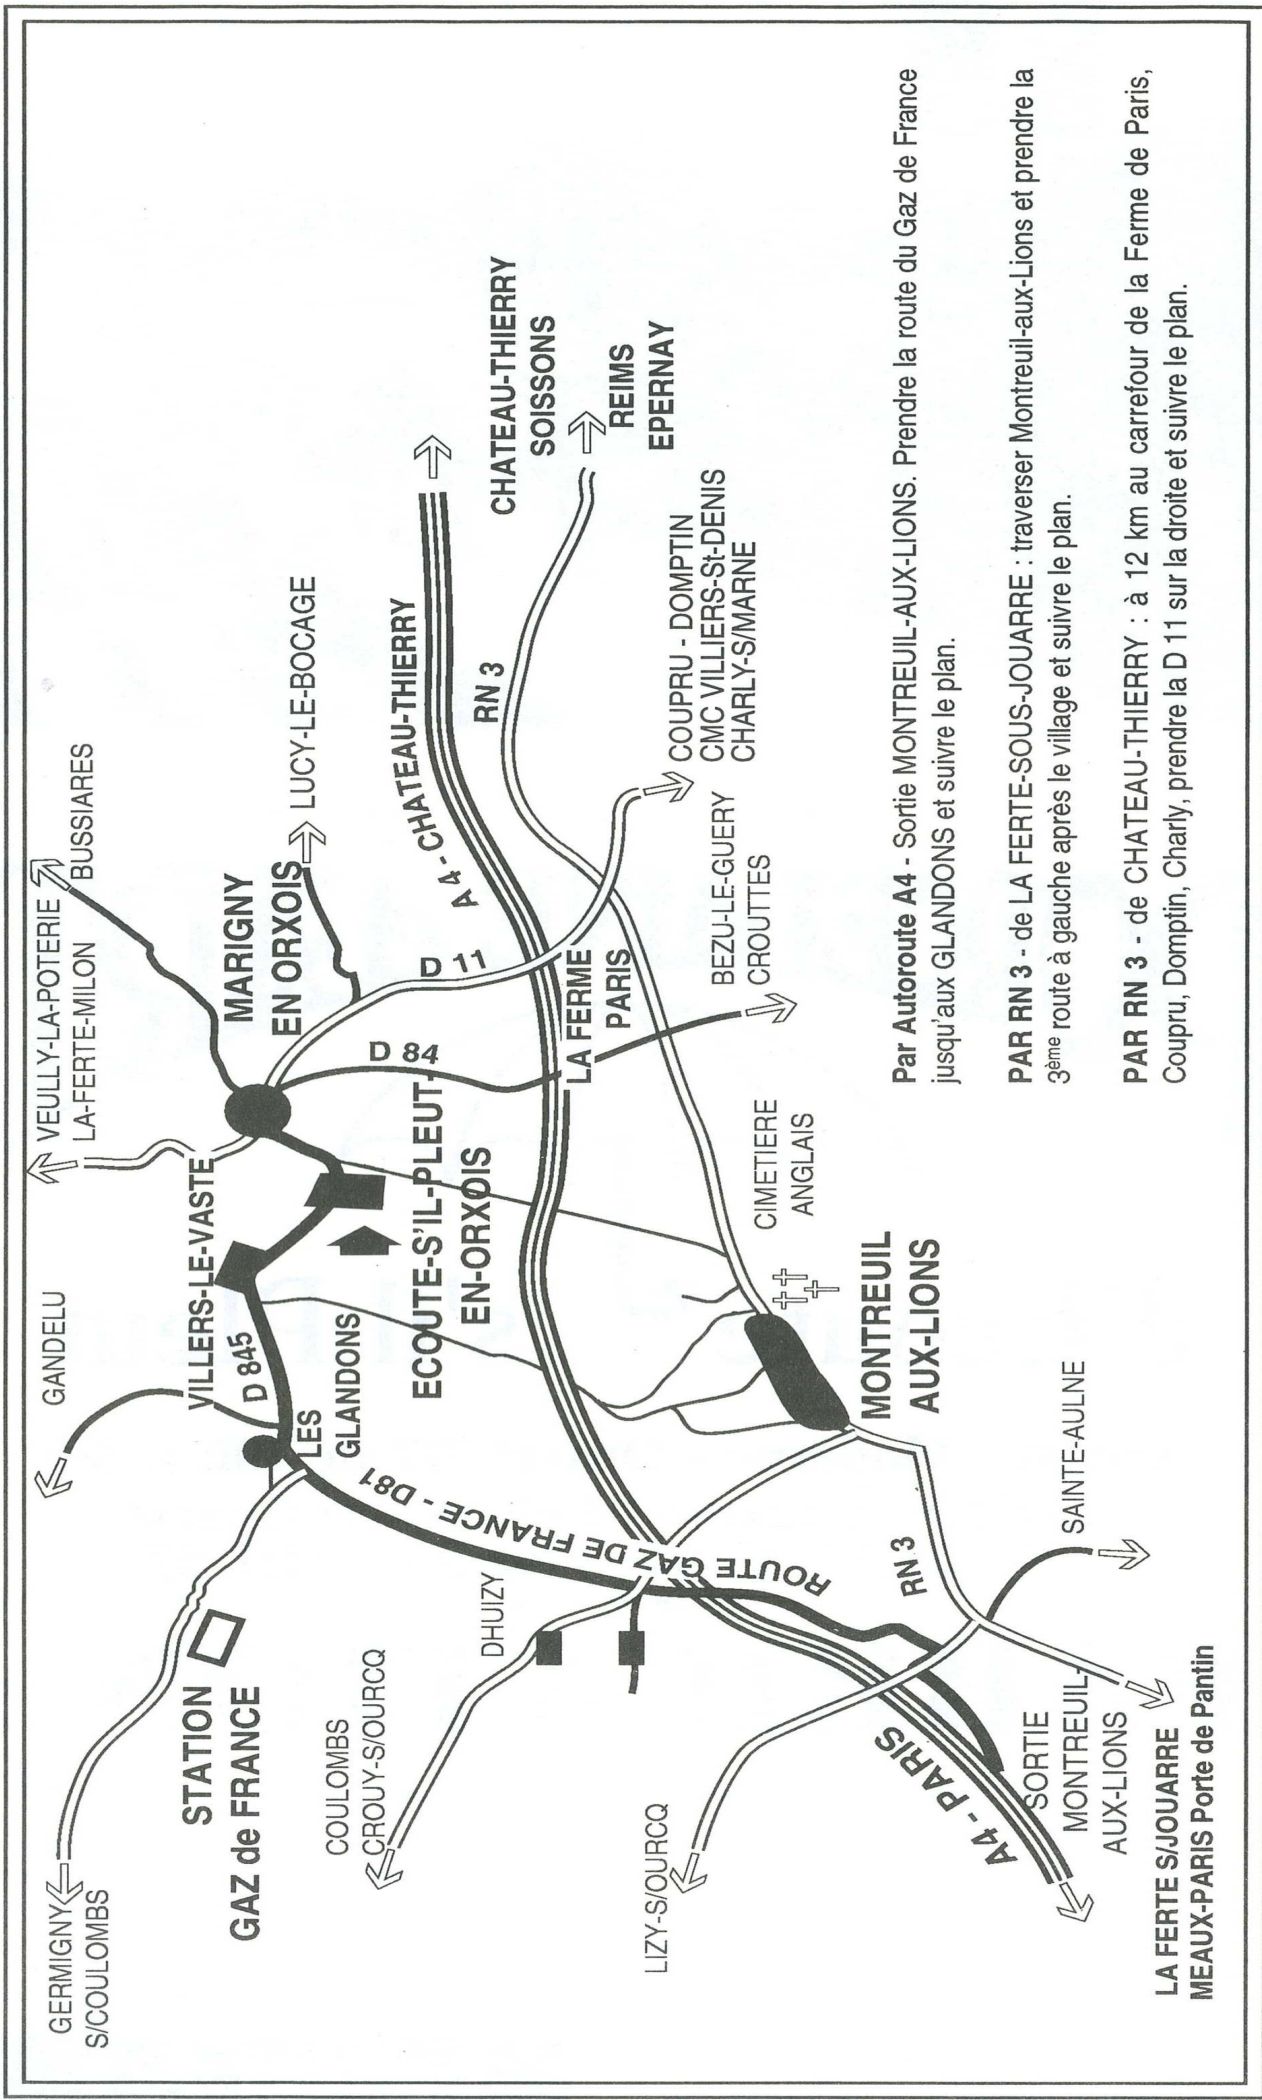 GERMIGNY
S/COULOMBS
STATION
GAZ de FRANCE
COULOMBS
CROUY-S/OURCQ
DHUIZY
LIZY-S/OURCQ
GANDELU
VILLERS-LE-VASTE
D 845
LES
GLANDONS
ROUTE GAZ DE FRANCE - D81
VEUILLY-LA-POTERIE
LA-FERTE-MILON
BUSSIARES
MARIGNY
EN ORXOIS
LUCY-LE-BOCAGE
D 11
D 84
ECOUTE-S'IL-PLEUT-
EN-ORXOIS
A4 - CHATEAU-THIERRY
CHATEAU-THIERRY
SOISSONS
REIMS
EPERNAY
RN 3
LA FERME
PARIS
COUPRU - DOMPTIN
CMC VILLIERS-St-DENIS
CHARLY-S/MARNE
BEZU-LE-GUERY
CROUTTES
CIMETIERE
ANGLAIS
MONTREUIL
AUX-LIONS
RN 3
SAINTE-AULNE
A4 - PARIS
SORTIE
MONTREUIL-
AUX-LIONS
LA FERTE S/JOUARRE
MEAUX-PARIS Porte de Pantin
Par Autoroute A4 - Sortie MONTREUIL-AUX-LIONS. Prendre la route du Gaz de France
jusqu'aux GLANDONS et suivre le plan.
PAR RN 3 - de LA FERTE-SOUS-JOUARRE : traverser Montreuil-aux-Lions et prendre la
3ème route à gauche après le village et suivre le plan.
PAR RN 3 - de CHATEAU-THIERRY : à 12 km au carrefour de la Ferme de Paris,
Coupru, Domptin, Charly, prendre la D 11 sur la droite et suivre le plan.